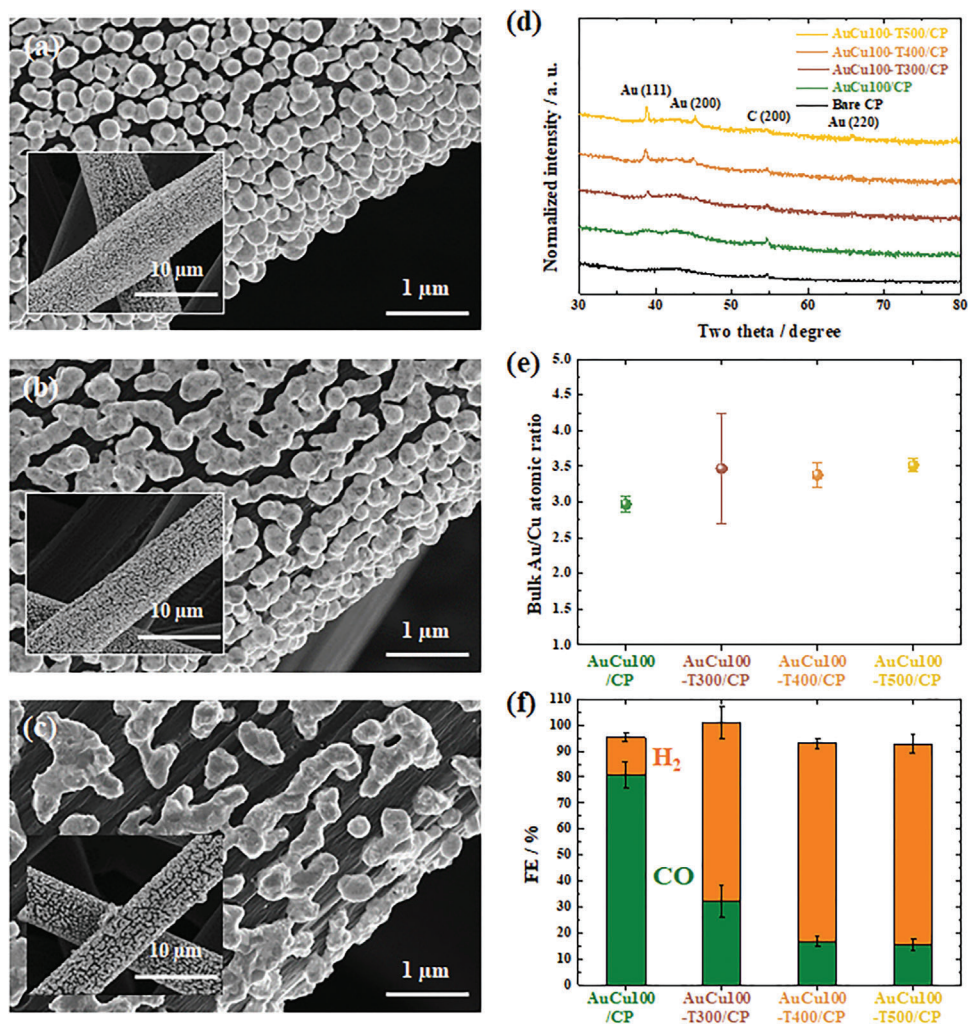 (a)
10 µm
1 µm
(b)
10 µm
1 µm
(c)
10 µm
1 µm
(d)
AuCu100-T500/CP
AuCu100-T400/CP
AuCu100-T300/CP
AuCu100/CP
Bare CP
Au (111)
Au (200)
C (200)
Au (220)
Normalized intensity / a. u.
30 40 50 60 70 80
Two theta / degree
(e)
5.0
4.5
4.0
3.5
3.0
2.5
2.0
1.5
1.0
Bulk Au/Cu atomic ratio
AuCu100 AuCu100 AuCu100 AuCu100
/CP -T300/CP -T400/CP -T500/CP
(f)
110
100
90
80
70
60
50
40
30
20
10
0
FE / %
H2
CO
AuCu100 AuCu100 AuCu100 AuCu100
/CP -T300/CP -T400/CP -T500/CP